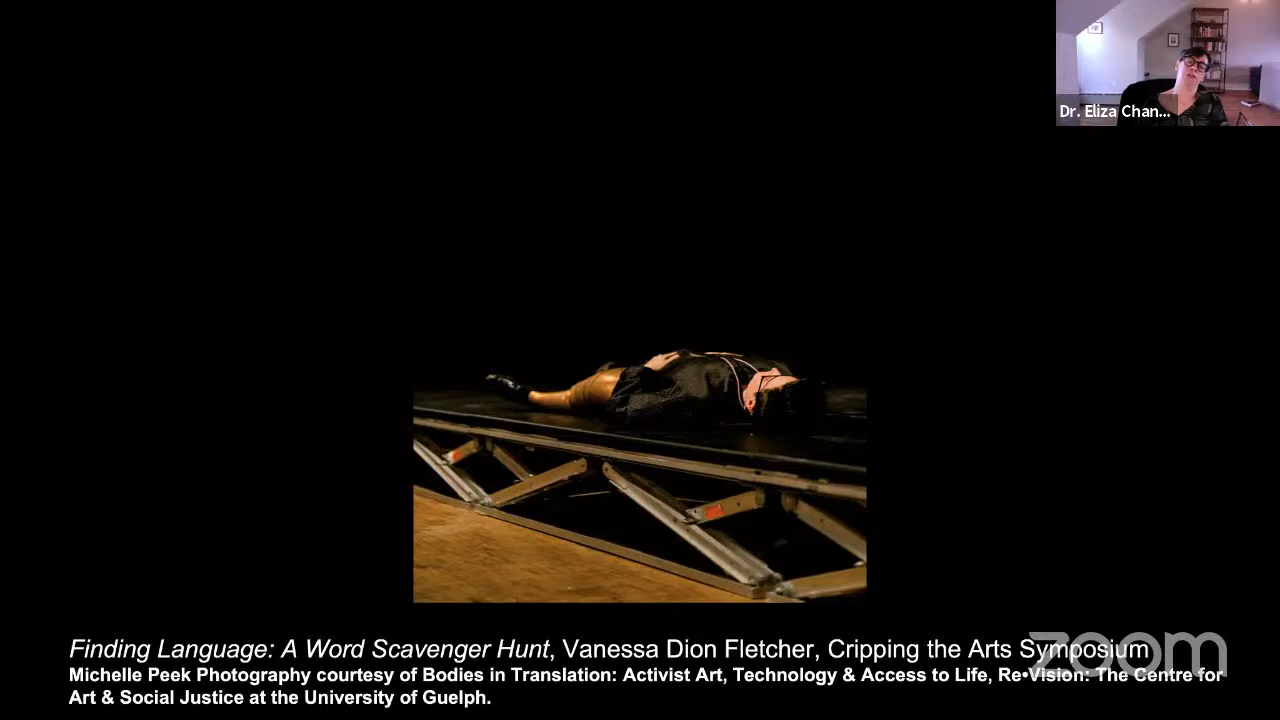 Dr. Eliza Chan...
Finding Language: A Word Scavenger Hunt, Vanessa Dion Fletcher, Cripping the Arts Symposium
zoom
Michelle Peek Photography courtesy of Bodies in Translation: Activist Art, Technology & Access to Life, Re•Vision: The Centre for
Art & Social Justice at the University of Guelph.